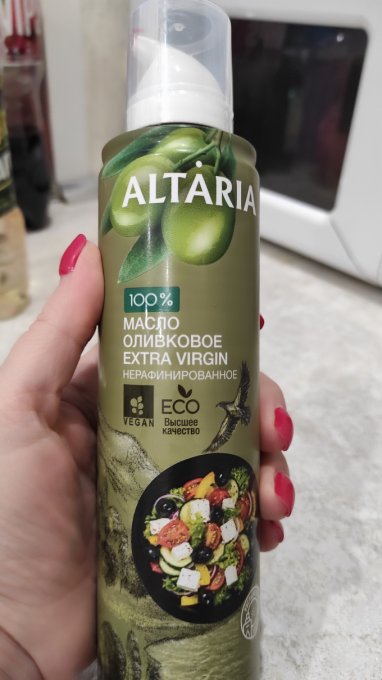 ALTARIA
100%
МАСЛО
ОЛИВКОВОЕ
EXTRA VIRGIN
НЕРАФИНИРОВАННОЕ
VEGAN
ECO
Высшее
качество